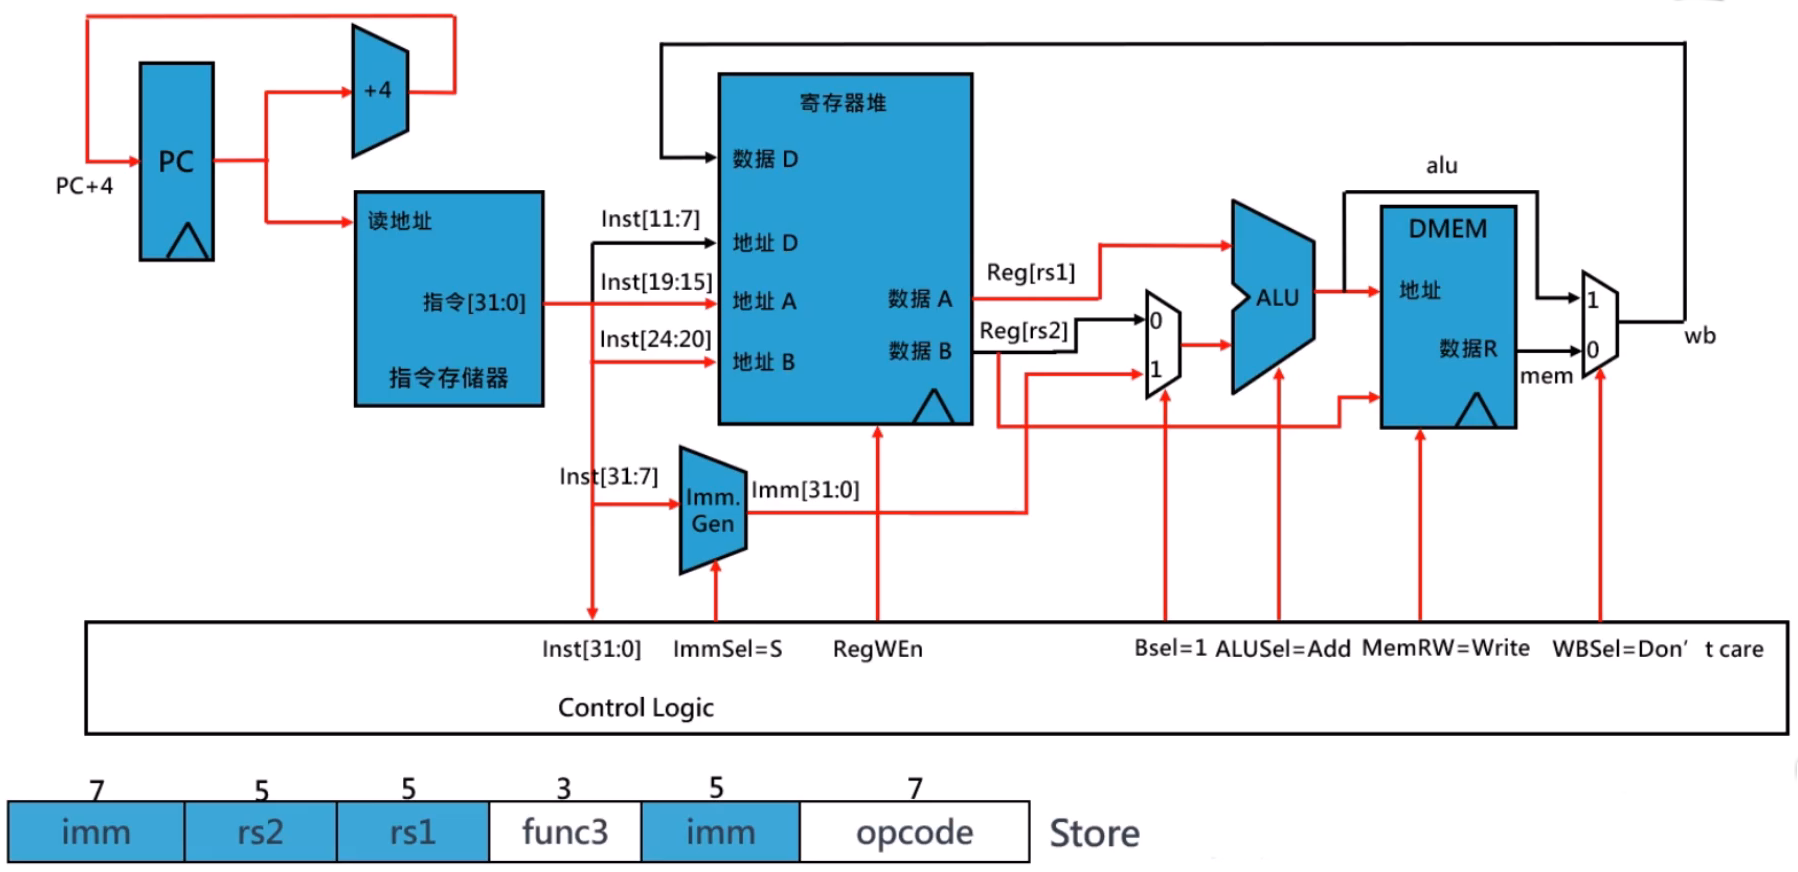 +4
PC
PC+4
读地址
指令[31:0]
指令存储器
Inst[11:7]
Inst[19:15]
Inst[24:20]
寄存器堆
数据 D
地址 D
地址 A
数据 A
地址 B
数据 B
Reg[rs1]
Reg[rs2]
0
1
ALU
alu
DMEM
地址
数据R
mem
1
0
wb
Inst[31:7]
Imm.
Gen
Imm[31:0]
Inst[31:0] ImmSel=S RegWEn Bsel=1 ALUSel=Add MemRW=Write WBSel=Don't care
Control Logic
7 5 5 3 5 7
imm rs2 rs1 func3 imm opcode Store